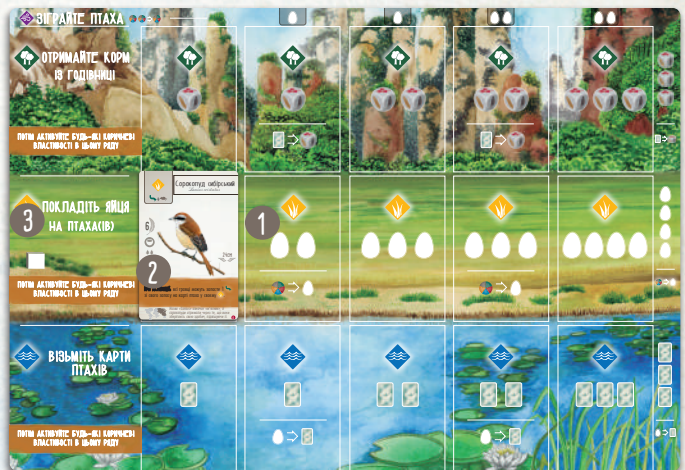 ЗІГРАЙТЕ ПТАХА
ОТРИМАЙТЕ КОРМ
ІЗ ГОДІВНИЦІ
ПОТІМ АКТИВУЙТЕ БУДЬ-ЯКІ КОРИЧНЕВІ
ВЛАСТИВОСТІ В ЦЬОМУ РЯДУ
3
ПОКЛАДІТЬ ЯЙЦЯ
НА ПТАХА(ІВ)
ПОТІМ АКТИВУЙТЕ БУДЬ-ЯКІ КОРИЧНЕВІ
ВЛАСТИВОСТІ В ЦЬОМУ РЯДУ
Сорокопуд сибірський
6
2
1
ВІЗЬМІТЬ КАРТИ
ПТАХІВ
ПОТІМ АКТИВУЙТЕ БУДЬ-ЯКІ КОРИЧНЕВІ
ВЛАСТИВОСТІ В ЦЬОМУ РЯДУ